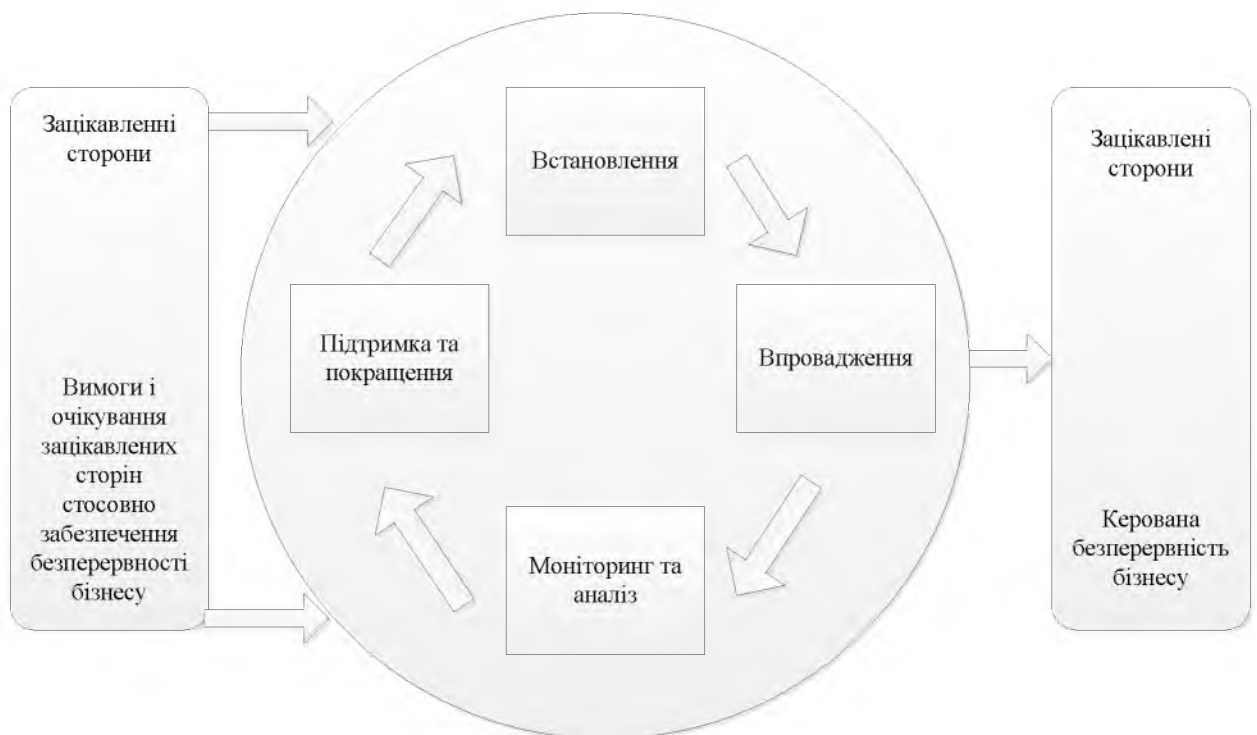 Зацікавленні
сторони
Вимоги і
очікування
зацікавлених
сторін
стосовно
забезпечення
безперервності
бізнесу
Встановлення
Впровадження
Моніторинг та
аналіз
Підтримка та
покращення
Зацікавлені
сторони
Керована
безперервність
бізнесу